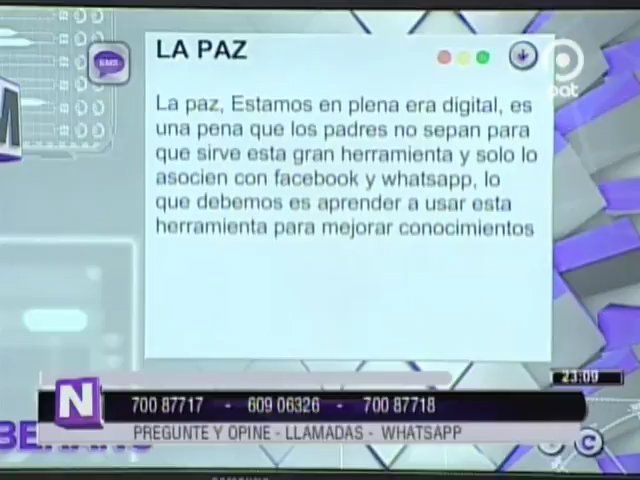 LA PAZ
SMS
pat
La paz, Estamos en plena era digital, es
una pena que los padres no sepan para
que sirve esta gran herramienta y solo lo
asocien con facebook y whatsapp, lo
que debemos es aprender a usar esta
herramienta para mejorar conocimientos
23:09
N
700 87717 - 609 06326 - 700 87718
PREGUNTE Y OPINE - LLAMADAS - WHATSAPP
C
SAMSUNG